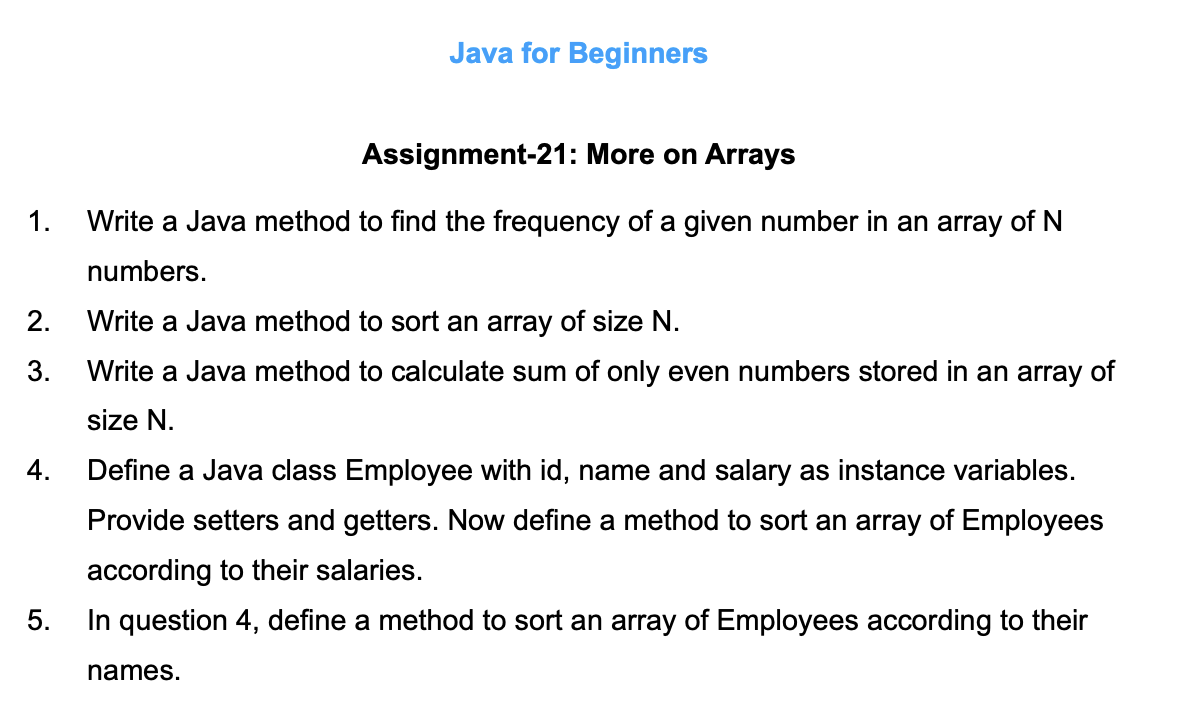 Java for Beginners
Assignment-21: More on Arrays
1. Write a Java method to find the frequency of a given number in an array of N
numbers.
2. Write a Java method to sort an array of size N.
3. Write a Java method to calculate sum of only even numbers stored in an array of
size N.
4. Define a Java class Employee with id, name and salary as instance variables.
Provide setters and getters. Now define a method to sort an array of Employees
according to their salaries.
5. In question 4, define a method to sort an array of Employees according to their
names.